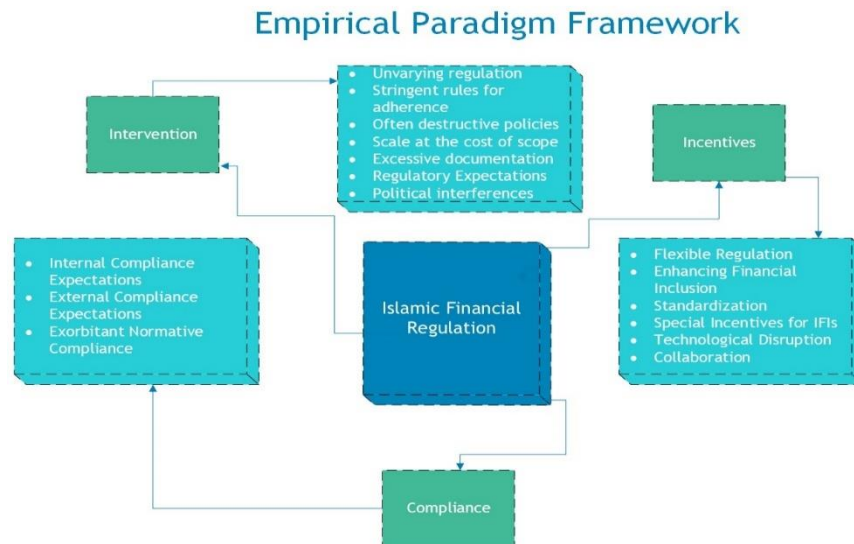 Empirical Paradigm Framework
Intervention
• Unvarying regulation
• Stringent rules for
adherence
• Often destructive policies
• Scale at the cost of scope
• Excessive documentation
• Regulatory Expectations
• Political interferences
Incentives
• Internal Compliance
Expectations
• External Compliance
Expectations
• Exorbitant Normative
Compliance
Islamic Financial
Regulation
• Flexible Regulation
• Enhancing Financial
Inclusion
• Standardization
• Special Incentives for IFIs
• Technological Disruption
• Collaboration
Compliance